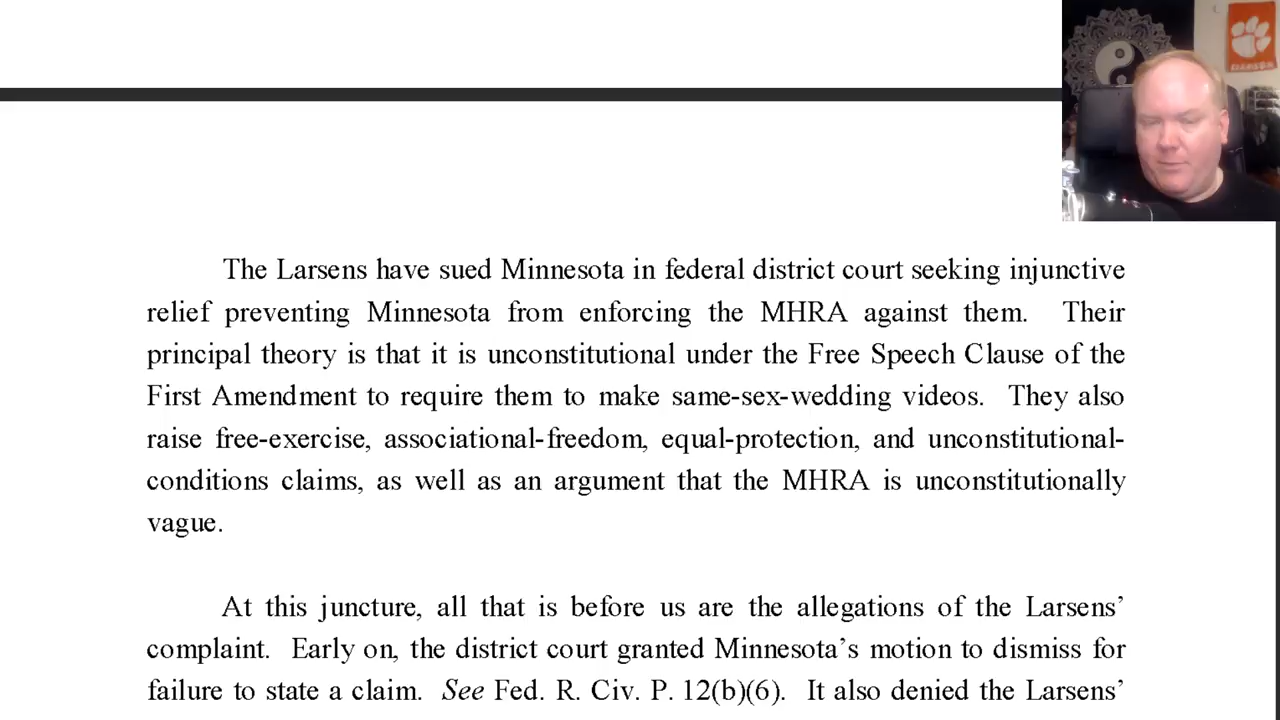 The Larsens have sued Minnesota in federal district court seeking injunctive
relief preventing Minnesota from enforcing the MHRA against them. Their
principal theory is that it is unconstitutional under the Free Speech Clause of the
First Amendment to require them to make same-sex-wedding videos. They also
raise free-exercise, associational-freedom, equal-protection, and unconstitutional-
conditions claims, as well as an argument that the MHRA is unconstitutionally
vague.
At this juncture, all that is before us are the allegations of the Larsens’
complaint. Early on, the district court granted Minnesota’s motion to dismiss for
failure to state a claim. See Fed. R. Civ. P. 12(b)(6). It also denied the Larsens’